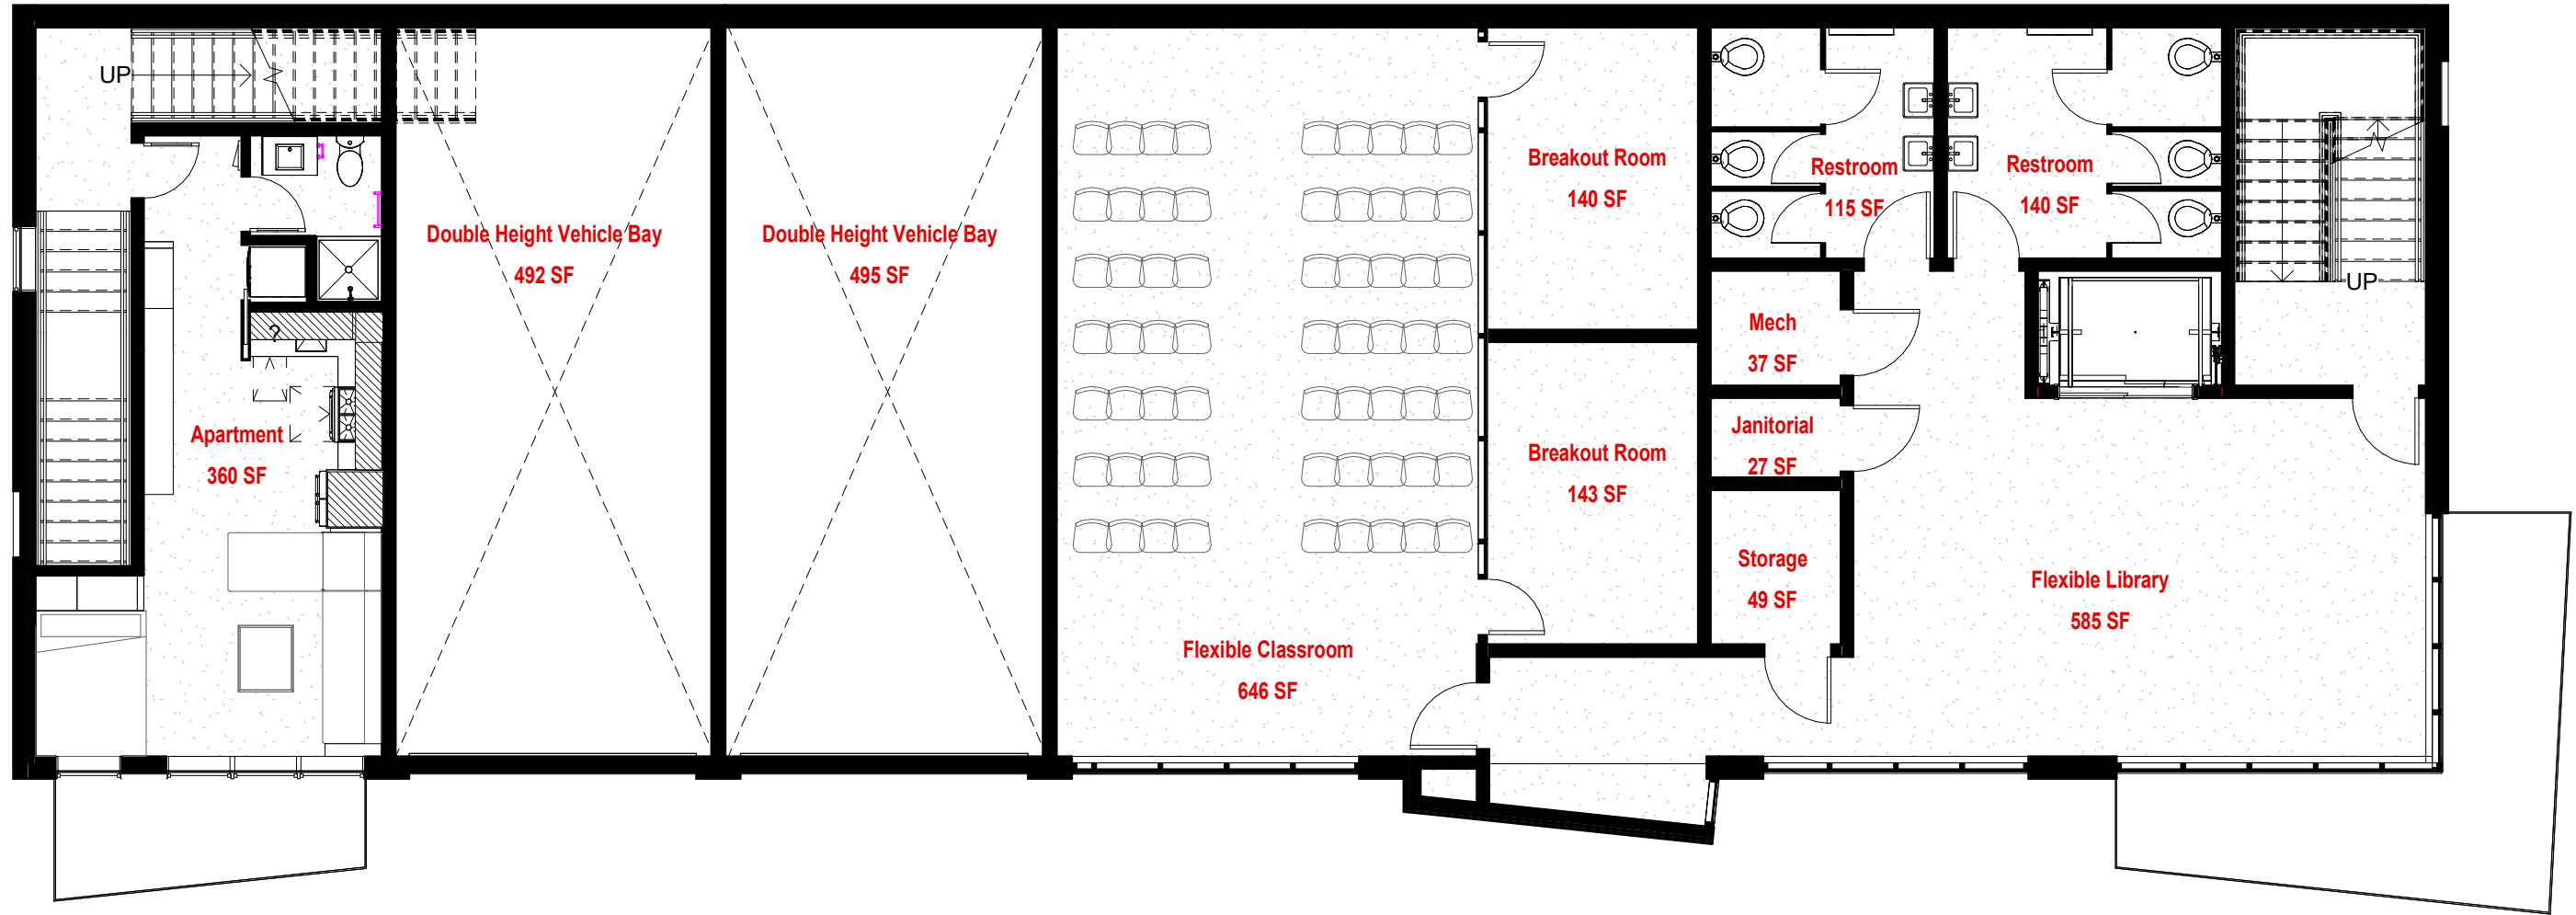 UP
Apartment
360 SF
Double Height Vehicle Bay
492 SF
Double Height Vehicle Bay
495 SF
Flexible Classroom
646 SF
Breakout Room
140 SF
Breakout Room
143 SF
Restroom
115 SF
Restroom
140 SF
Mech
37 SF
Janitorial
27 SF
Storage
49 SF
Flexible Library
585 SF
UP
?